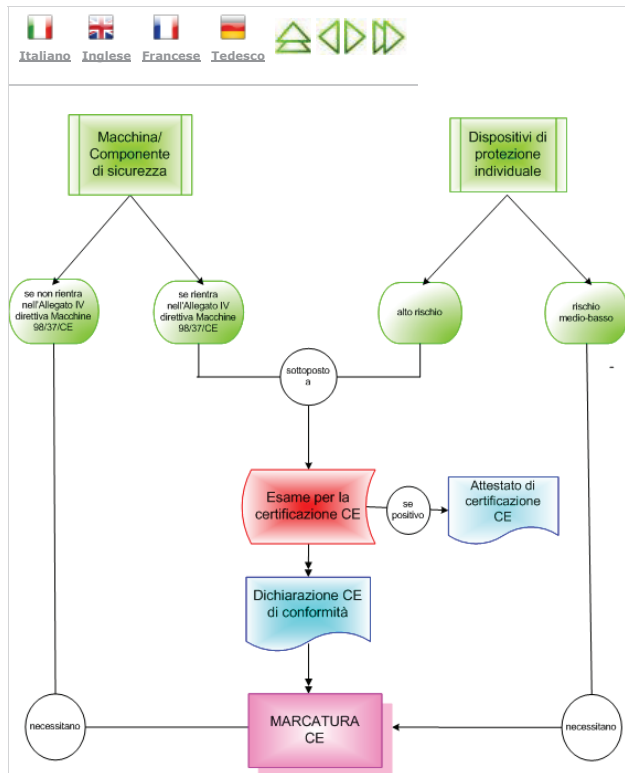 Italiano Inglese Francese Tedesco
Macchina/
Componente
di sicurezza
Dispositivi di
protezione
individuale
se non rientra
nell'Allegato IV
direttiva Macchine
98/37/CE
se rientra
nell'Allegato IV
direttiva Macchine
98/37/CE
alto rischio
rischio
medio-basso
-
sottoposto
a
Esame per la
certificazione CE
se
positivo
Attestato di
certificazione
CE
Dichiarazione CE
di conformità
necessitano
MARCATURA
CE
necessitano